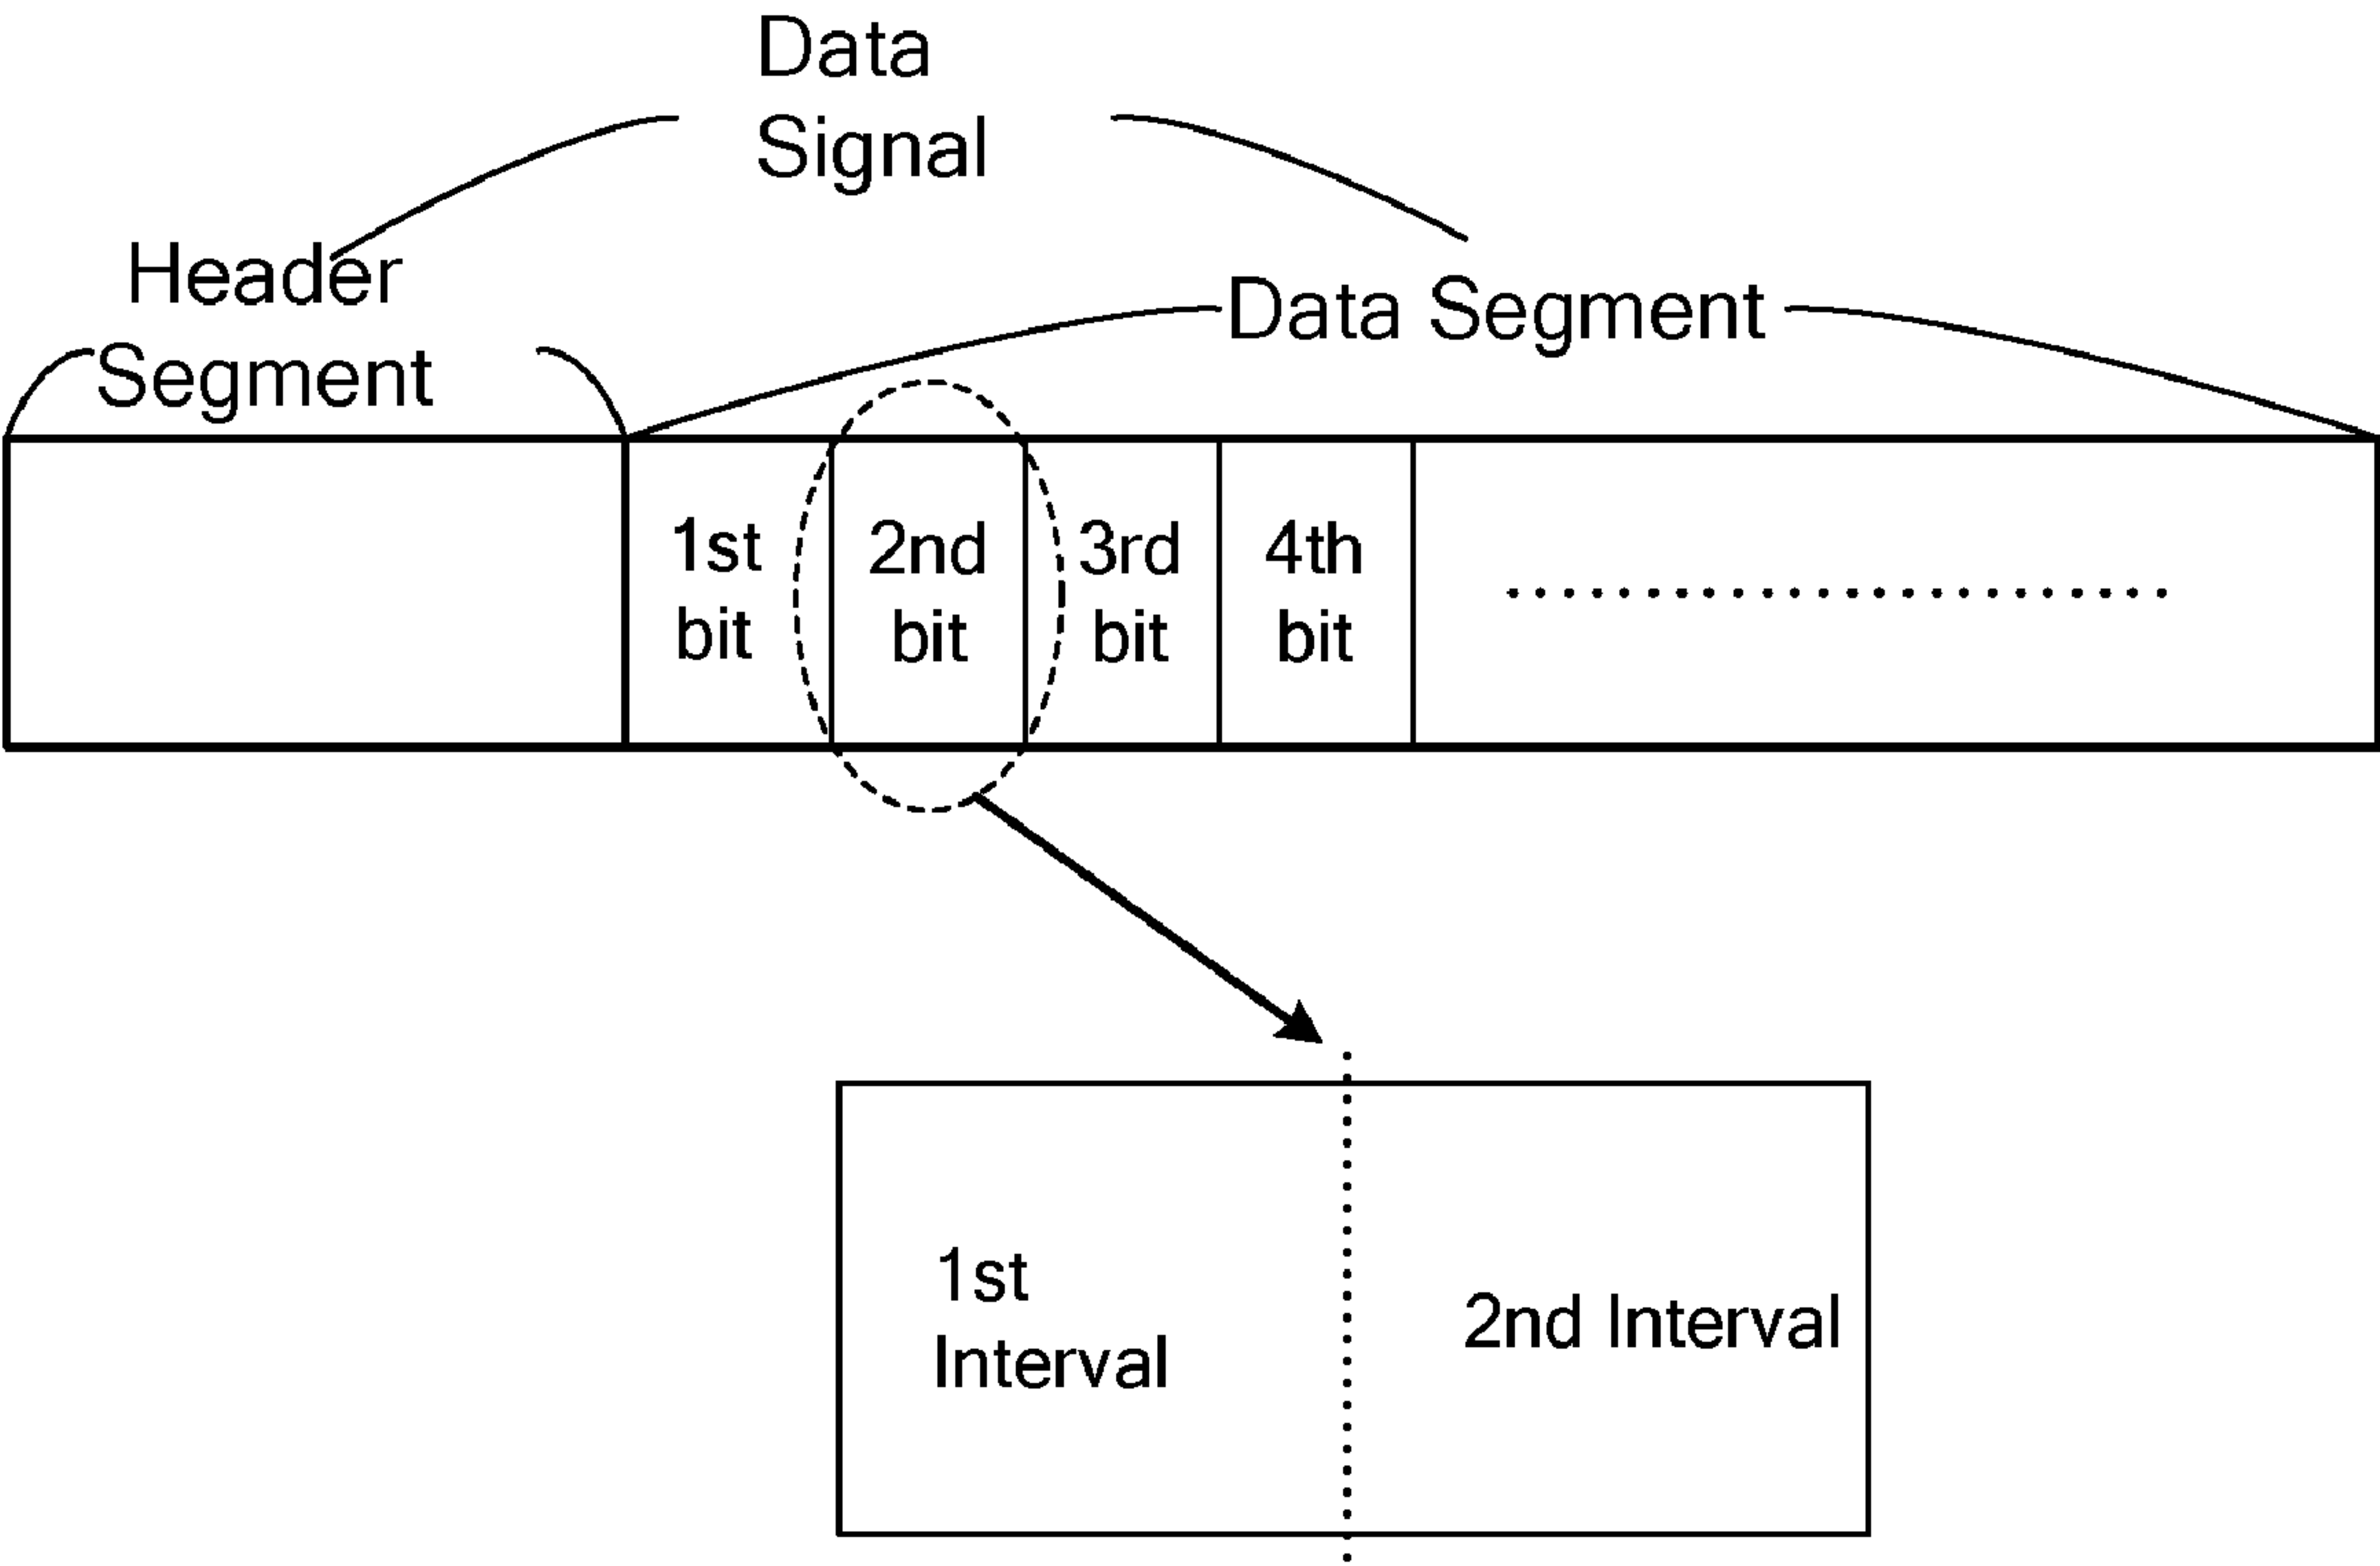 Data
Signal
Header
Segment
Data Segment
1st
bit
2nd
bit
3rd
bit
4th
bit
1st
Interval
2nd Interval